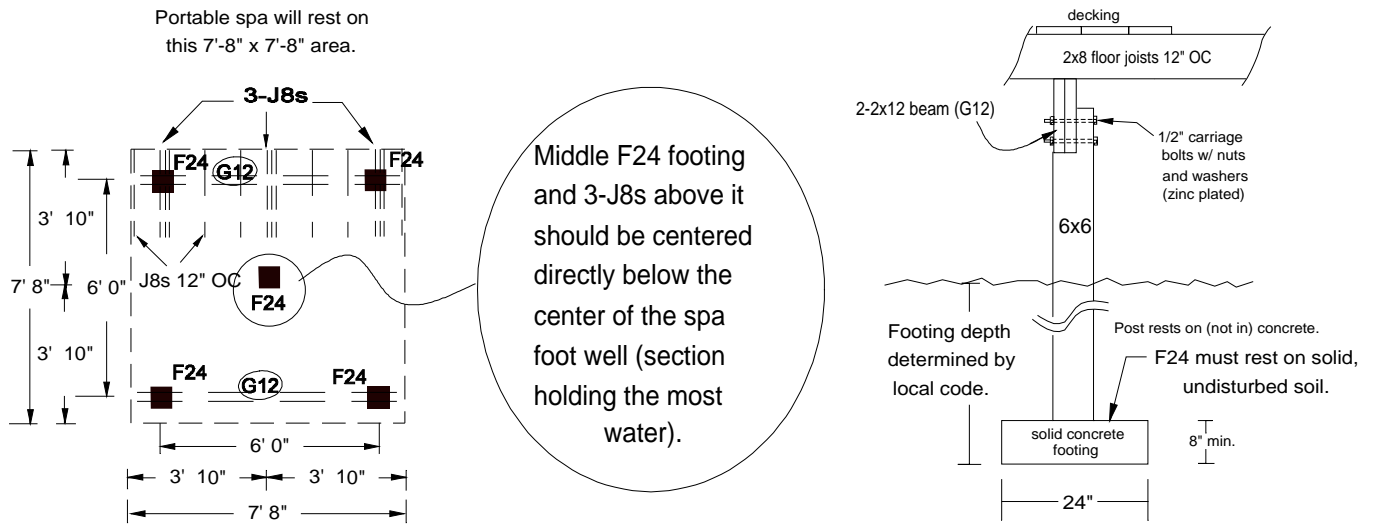 Portable spa will rest on
this 7'-8" x 7'-8" area.
3-J8s
F24
G12
F24
3' 10"
7' 8"
6' 0"
J8s 12" OC
F24
3' 10"
F24
G12
F24
6' 0"
3' 10"
3' 10"
7' 8"
Middle F24 footing
and 3-J8s above it
should be centered
directly below the
center of the spa
foot well (section
holding the most
water).
decking
2x8 floor joists 12" OC
2-2x12 beam (G12)
1/2" carriage
bolts w/ nuts
and washers
(zinc plated)
6x6
Footing depth
determined by
local code.
Post rests on (not in) concrete.
F24 must rest on solid,
undisturbed soil.
solid concrete
footing
8" min.
24"